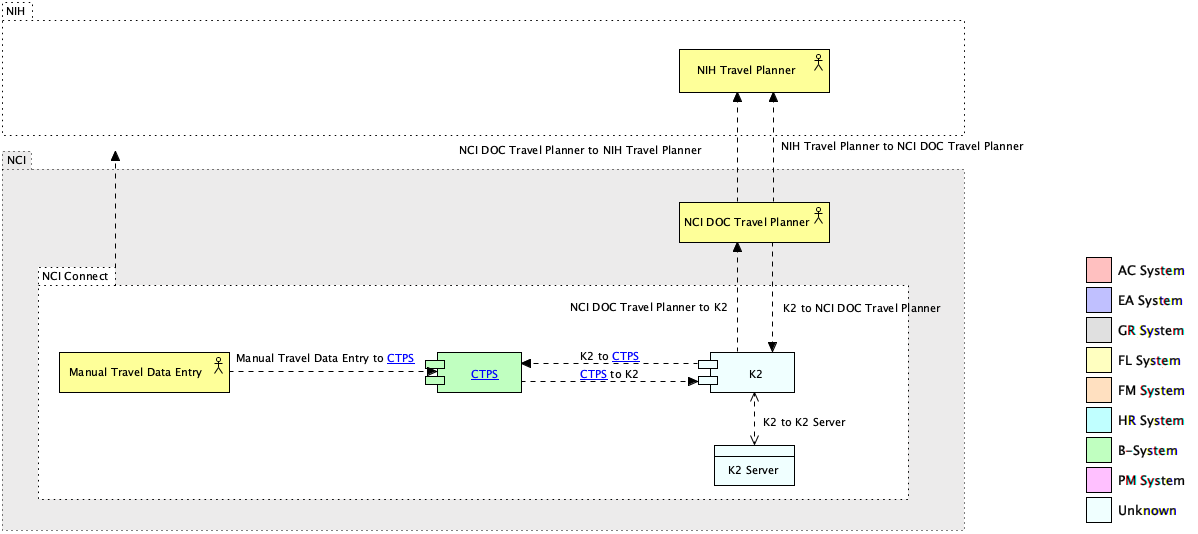 NIH
NIH Travel Planner
NCI DOC Travel Planner to NIH Travel Planner
NIH Travel Planner to NCI DOC Travel Planner
NCI
NCI DOC Travel Planner
NCI Connect
NCI DOC Travel Planner to K2
K2 to NCI DOC Travel Planner
Manual Travel Data Entry
Manual Travel Data Entry to CTPS
CTPS
K2 to CTPS
CTPS to K2
K2
K2 to K2 Server
K2 Server
AC System
EA System
GR System
FL System
FM System
HR System
B-System
PM System
Unknown